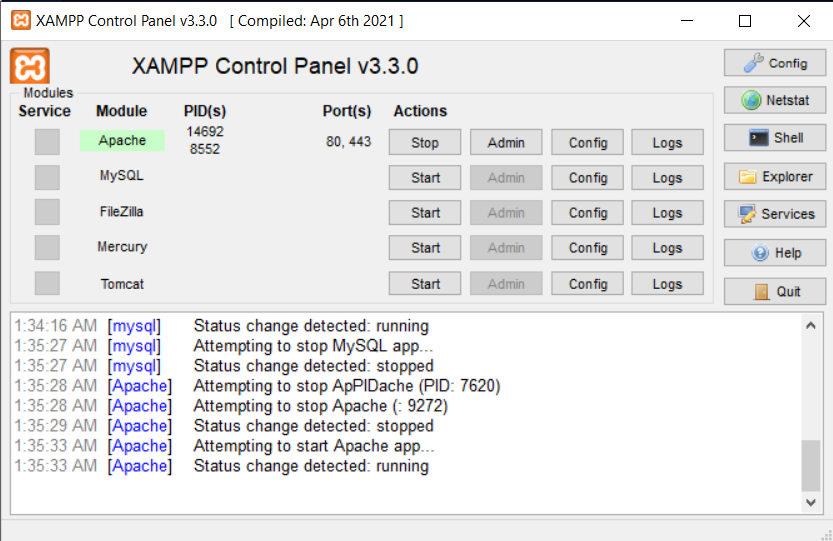 XAMPP Control Panel v3.3.0 [ Compiled: Apr 6th 2021 ]
XAMPP Control Panel v3.3.0
Config
Modules
Service Module PID(s) Port(s) Actions
Netstat
Apache 14692 8552 80, 443 Stop Admin Config Logs
Shell
MySQL Start Admin Config Logs
Explorer
FileZilla Start Admin Config Logs
Services
Mercury Start Admin Config Logs
Help
Tomcat Start Admin Config Logs
Quit
1:34:16 AM [mysql] Status change detected: running
1:35:27 AM [mysql] Attempting to stop MySQL app...
1:35:27 AM [mysql] Status change detected: stopped
1:35:28 AM [Apache] Attempting to stop ApPIDache (PID: 7620)
1:35:28 AM [Apache] Attempting to stop Apache (: 9272)
1:35:29 AM [Apache] Status change detected: stopped
1:35:33 AM [Apache] Attempting to start Apache app...
1:35:33 AM [Apache] Status change detected: running